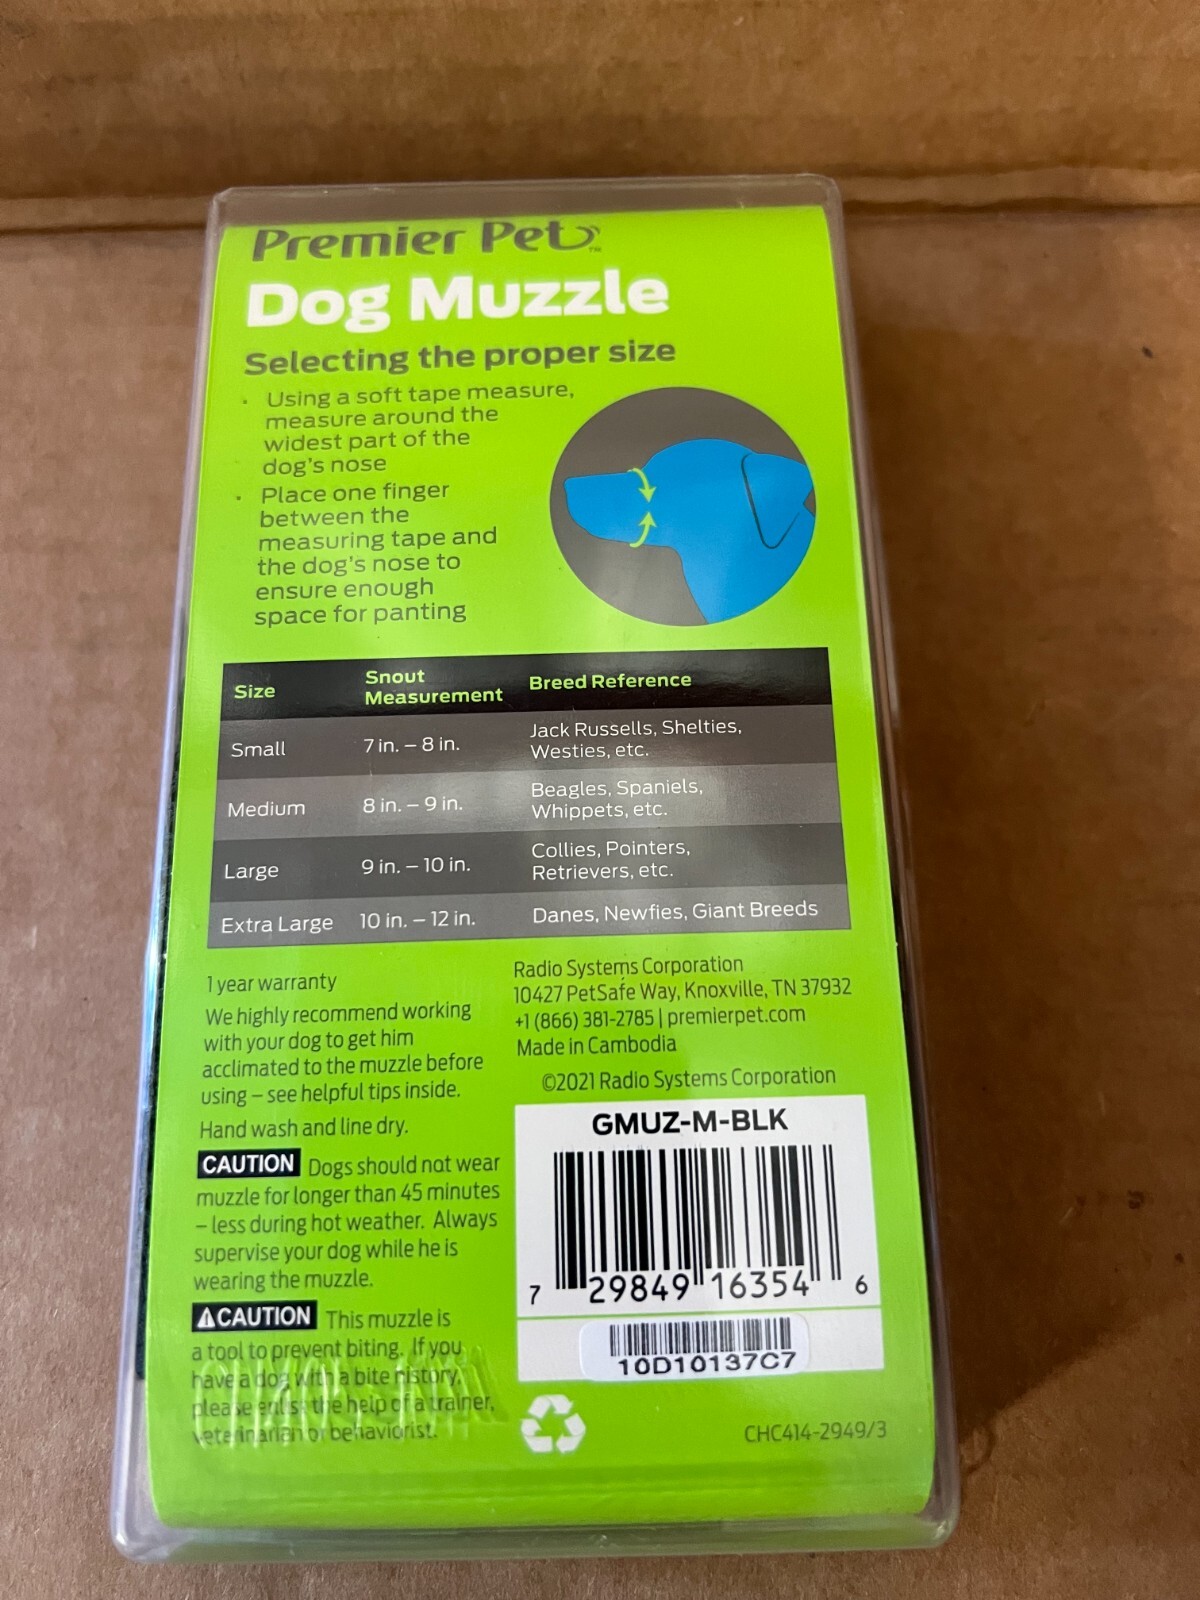 Premier Pet™
Dog Muzzle
Selecting the proper size
· Using a soft tape measure,
measure around the
widest part of the
dog's nose
· Place one finger
between the
measuring tape and
the dog's nose to
ensure enough
space for panting
Size Snout Measurement Breed Reference
Small 7 in. – 8 in. Jack Russells, Shelties,
Westies, etc.
Medium 8 in. – 9 in. Beagles, Spaniels,
Whippets, etc.
Large 9 in. – 10 in. Collies, Pointers,
Retrievers, etc.
Extra Large 10 in. – 12 in. Danes, Newfies, Giant Breeds
1 year warranty
We highly recommend working
with your dog to get him
acclimated to the muzzle before
using – see helpful tips inside.
Hand wash and line dry.
CAUTION Dogs should not wear
muzzle for longer than 45 minutes
– less during hot weather. Always
supervise your dog while he is
wearing the muzzle.
CAUTION This muzzle is
a tool to prevent biting. If you
have a dog with a bite history,
please enlist the help of a trainer,
veterinarian or behaviorist.
Radio Systems Corporation
10427 PetSafe Way, Knoxville, TN 37932
+1 (866) 381-2785 | premierpet.com
Made in Cambodia
©2021 Radio Systems Corporation
GMUZ-M-BLK
7 29849 16354 6
10D10137C7
CHC414-2949/3